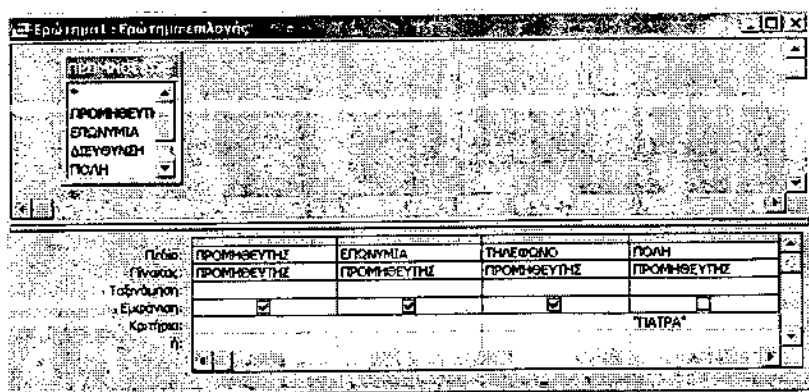 Ερώτημα1 : Ερώτημα επιλογής
*
ΠΡΟΜΗΘΕΥΤΗ
ΕΠΩΝΥΜΙΑ
ΔΙΕΥΘΥΝΣΗ
ΠΟΛΗ
Πεδίο: ΠΡΟΜΗΘΕΥΤΗΣ ΕΠΩΝΥΜΙΑ ΤΗΛΕΦΩΝΟ ΠΟΛΗ
Πίνακας: ΠΡΟΜΗΘΕΥΤΗΣ ΠΡΟΜΗΘΕΥΤΗΣ ΠΡΟΜΗΘΕΥΤΗΣ ΠΡΟΜΗΘΕΥΤΗΣ
Ταξινόμηση:
Εμφάνιση:
Κριτήρια: "ΠΑΤΡΑ"
ή: